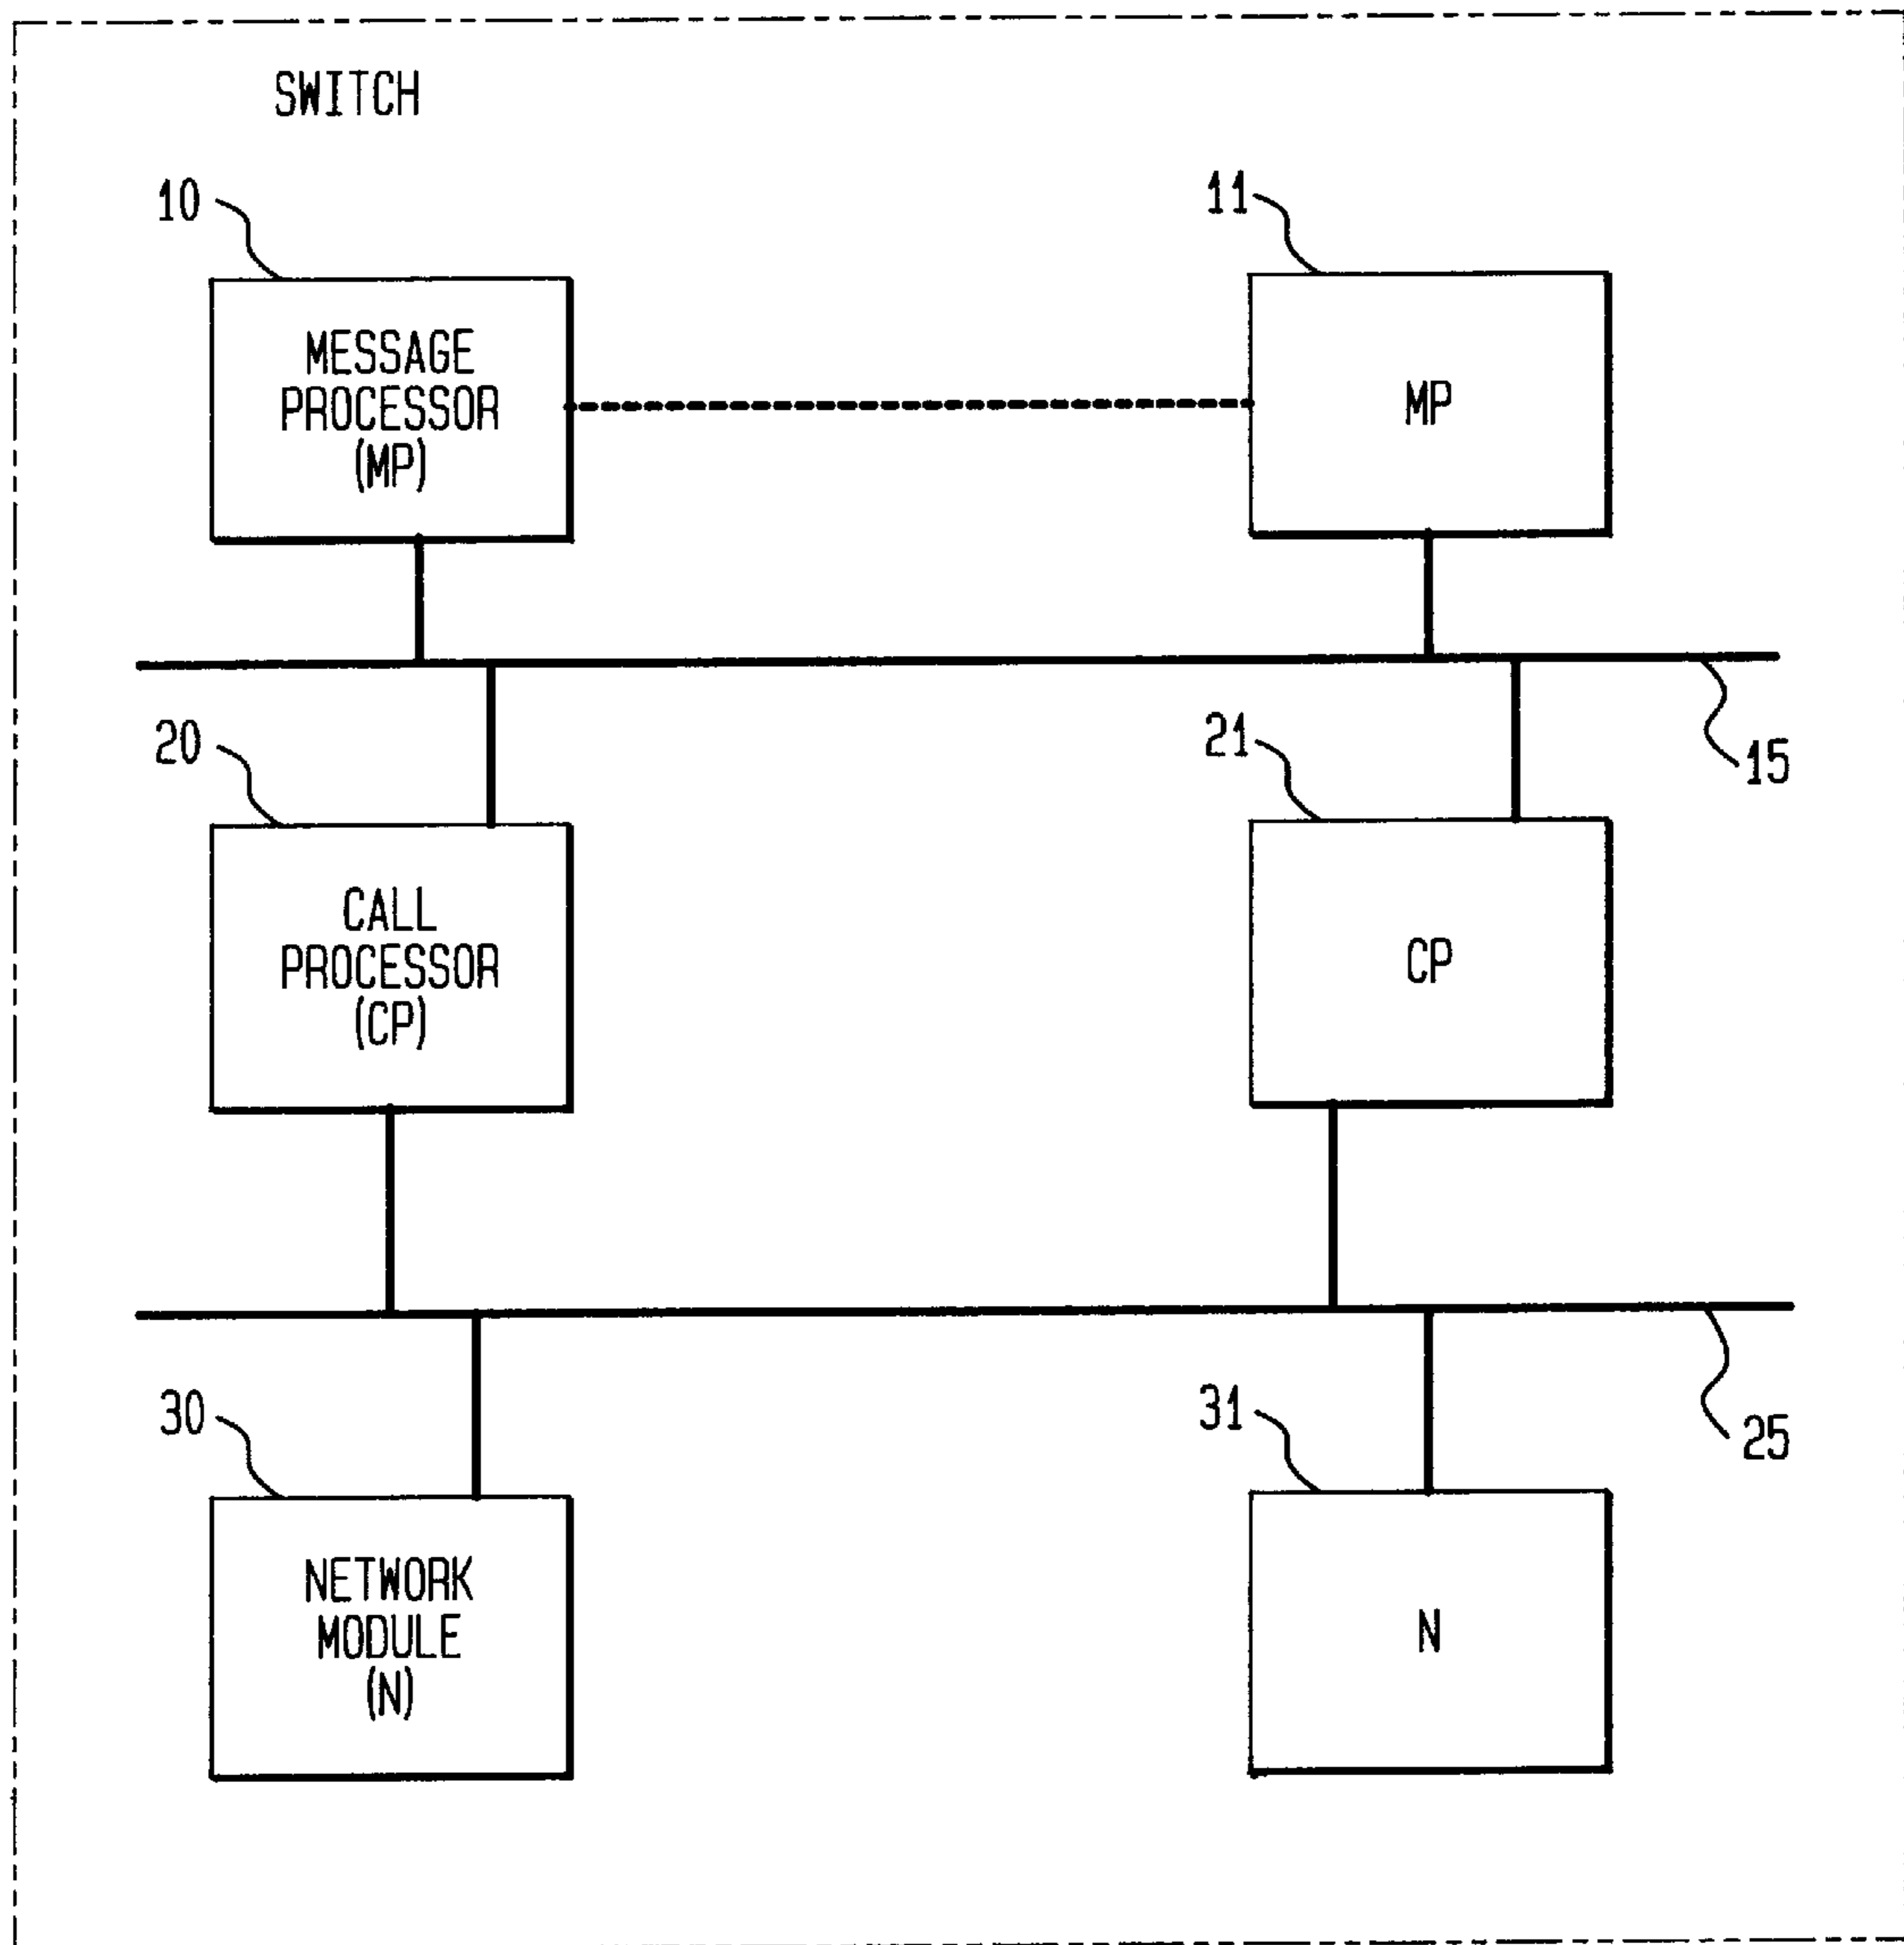 SWITCH
10
11
MESSAGE
PROCESSOR
(MP)
MP
15
20
21
CALL
PROCESSOR
(CP)
CP
25
30
31
NETWORK
MODULE
(N)
N